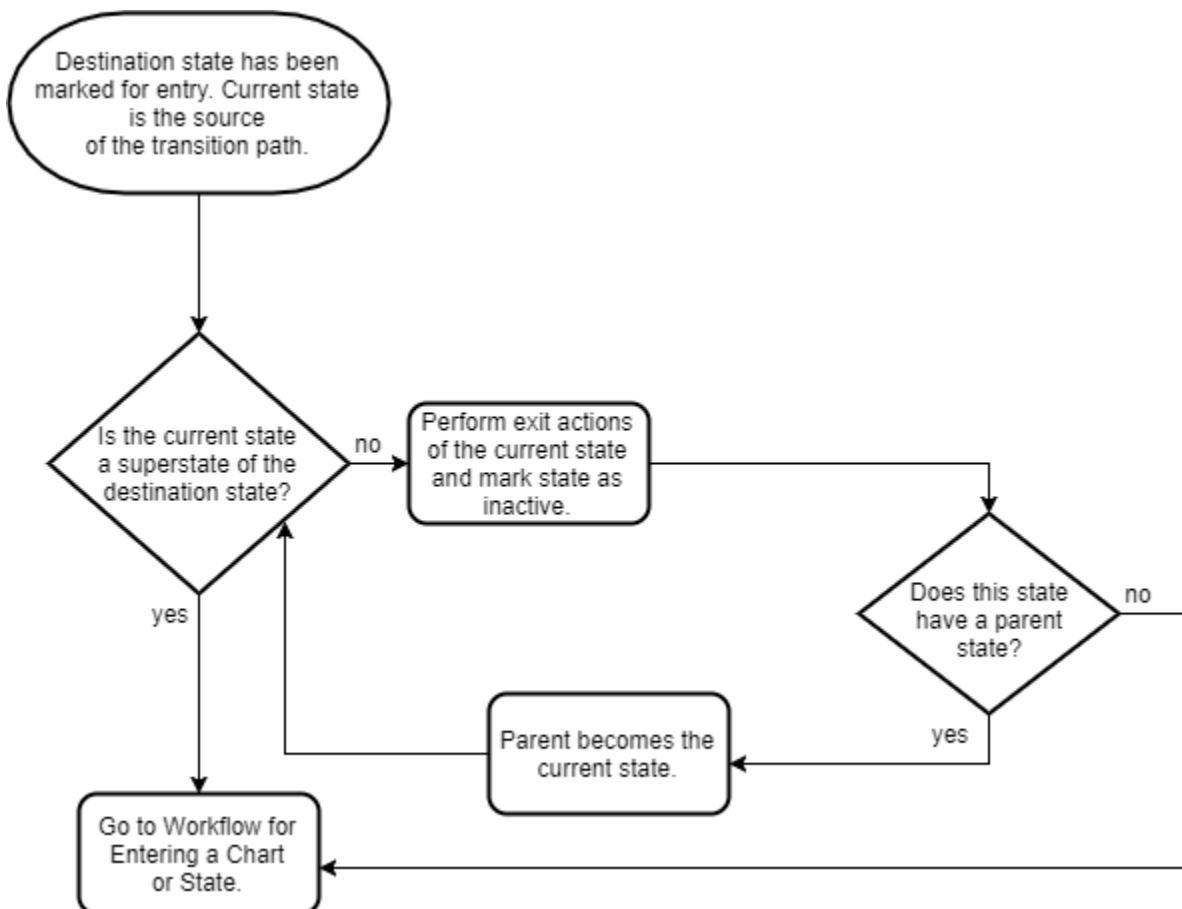 Destination state has been
marked for entry. Current state
is the source
of the transition path.
Is the current state
a superstate of the
destination state?
no
Perform exit actions
of the current state
and mark state as
inactive.
Does this state
have a parent
state?
no
yes
yes
Parent becomes the
current state.
Go to Workflow for
Entering a Chart
or State.